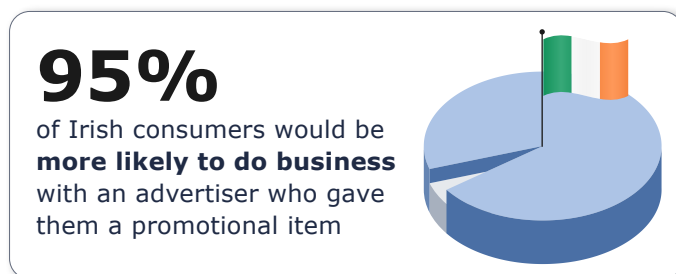 95%
of Irish consumers would be
more likely to do business
with an advertiser who gave
them a promotional item